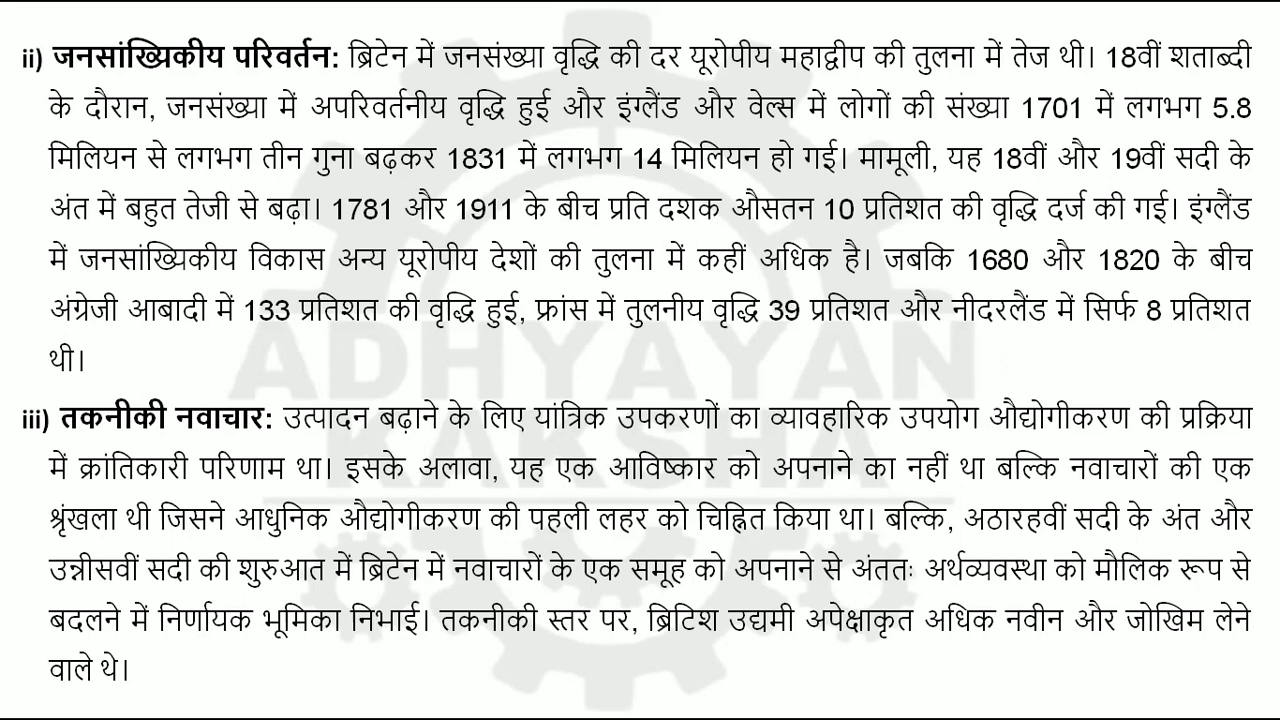 ii) जनसांख्यिकीय परिवर्तन: ब्रिटेन में जनसंख्या वृद्धि की दर यूरोपीय महाद्वीप की तुलना में तेज थी। 18वीं शताब्दी
के दौरान, जनसंख्या में अपरिवर्तनीय वृद्धि हुई और इंग्लैंड और वेल्स में लोगों की संख्या 1701 में लगभग 5.8
मिलियन से लगभग तीन गुना बढ़कर 1831 में लगभग 14 मिलियन हो गई। मामूली, यह 18वीं और 19वीं सदी के
अंत में बहुत तेजी से बढ़ा। 1781 और 1911 के बीच प्रति दशक औसतन 10 प्रतिशत की वृद्धि दर्ज की गई। इंग्लैंड
में जनसांख्यिकीय विकास अन्य यूरोपीय देशों की तुलना में कहीं अधिक है। जबकि 1680 और 1820 के बीच
अंग्रेजी आबादी में 133 प्रतिशत की वृद्धि हुई, फ्रांस में तुलनीय वृद्धि 39 प्रतिशत और नीदरलैंड में सिर्फ 8 प्रतिशत
थी।
iii) तकनीकी नवाचार: उत्पादन बढ़ाने के लिए यांत्रिक उपकरणों का व्यावहारिक उपयोग औद्योगीकरण की प्रक्रिया
में क्रांतिकारी परिणाम था। इसके अलावा, यह एक आविष्कार को अपनाने का नहीं था बल्कि नवाचारों की एक
श्रृंखला थी जिसने आधुनिक औद्योगीकरण की पहली लहर को चिह्नित किया था। बल्कि, अठारहवीं सदी के अंत और
उन्नीसवीं सदी की शुरुआत में ब्रिटेन में नवाचारों के एक समूह को अपनाने से अंततः अर्थव्यवस्था को मौलिक रूप से
बदलने में निर्णायक भूमिका निभाई। तकनीकी स्तर पर, ब्रिटिश उद्यमी अपेक्षाकृत अधिक नवीन और जोखिम लेने
वाले थे।
ADHYAYAN
KAKSHA